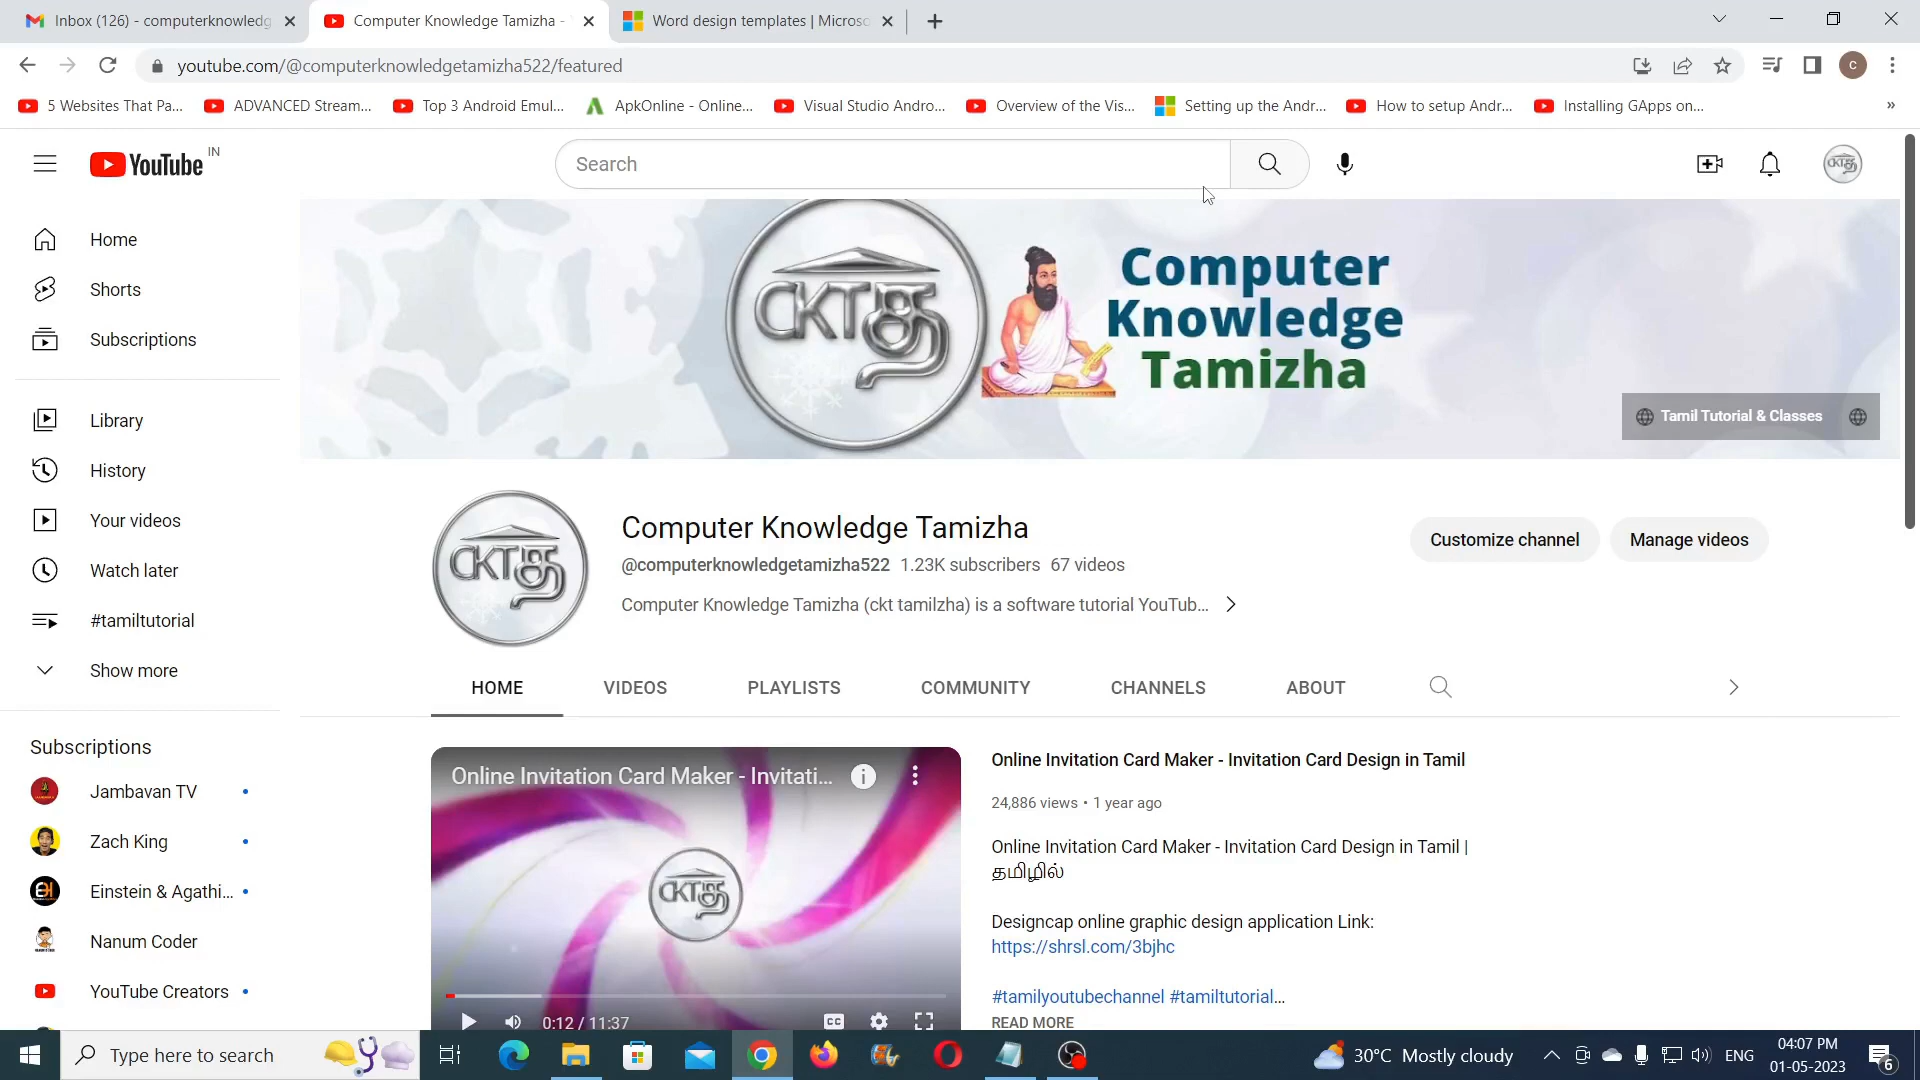 Inbox (126) - computerknowledg
Computer Knowledge Tamizha -
Word design templates | Microso
youtube.com/@computerknowledgetamizha522/featured
C
5 Websites That Pa...
ADVANCED Stream...
Top 3 Android Emul...
ApkOnline - Online...
Visual Studio Andro...
Overview of the Vis...
Setting up the Andr...
How to setup Andr...
Installing GApps on...
YouTube IN
Search
Home
Shorts
Subscriptions
Library
History
Your videos
Watch later
#tamiltutorial
Show more
Subscriptions
Jambavan TV
Zach King
Einstein & Agathi...
Nanum Coder
YouTube Creators
CKTத
Computer
Knowledge
Tamizha
Tamil Tutorial & Classes
CKTத
Computer Knowledge Tamizha
@computerknowledgetamizha522 1.23K subscribers 67 videos
Computer Knowledge Tamizha (ckt tamilzha) is a software tutorial YouTub...
Customize channel
Manage videos
HOME
VIDEOS
PLAYLISTS
COMMUNITY
CHANNELS
ABOUT
Online Invitation Card Maker - Invitati...
CKTத
0:12 / 11:37
CC
Online Invitation Card Maker - Invitation Card Design in Tamil
24,886 views • 1 year ago
Online Invitation Card Maker - Invitation Card Design in Tamil |
தமிழில்
Designcap online graphic design application Link:
https://shrsl.com/3bjhc
#tamilyoutubechannel #tamiltutorial...
READ MORE
Type here to search
30°C Mostly cloudy
ENG
04:07 PM
01-05-2023
6